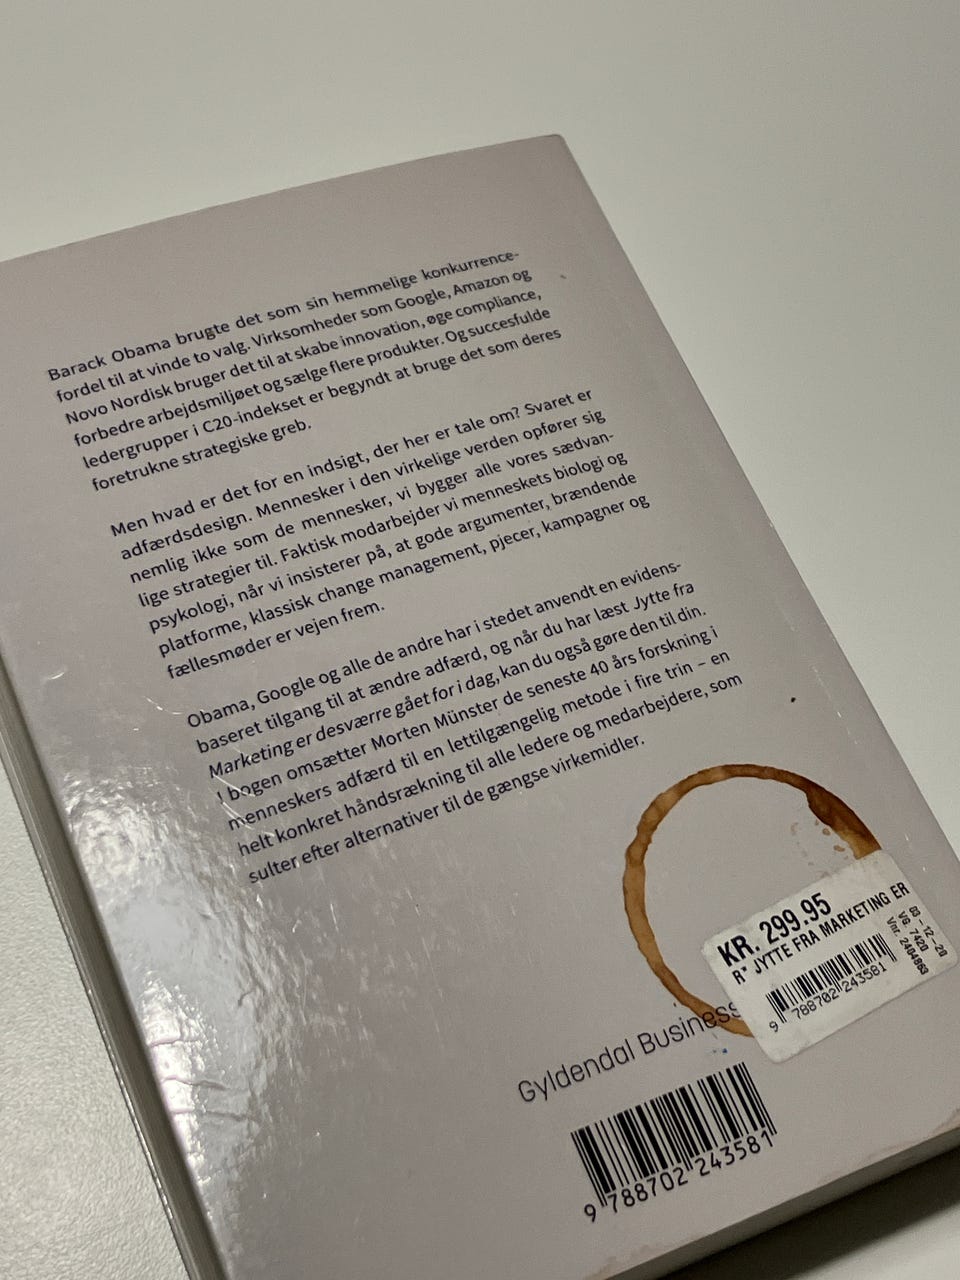 Barack Obama brugte det som sin hemmelige konkurrence-
fordel til at vinde to valg. Virksomheder som Google, Amazon og
Novo Nordisk bruger det til at skabe innovation, øge compliance,
forbedre arbejdsmiljøet og sælge flere produkter. Og succesfulde
ledergrupper i C20-indekset er begyndt at bruge det som deres
foretrukne strategiske greb.
Men hvad er det for en indsigt, der her er tale om? Svaret er
adfærdsdesign. Mennesker i den virkelige verden opfører sig
nemlig ikke som de mennesker, vi bygger alle vores sædvan-
lige strategier til. Faktisk modarbejder vi menneskets biologi og
psykologi, når vi insisterer på, at gode argumenter, brændende
platforme, klassisk change management, pjecer, kampagner og
fællesmøder er vejen frem.
Obama, Google og alle de andre har i stedet anvendt en evidens-
baseret tilgang til at ændre adfærd, og når du har læst Jytte fra
Marketing er desværre gået for i dag, kan du også gøre den til din.
I bogen omsætter Morten Münster de seneste 40 års forskning i
menneskers adfærd til en lettilgængelig metode i fire trin – en
helt konkret håndsrækning til alle ledere og medarbejdere, som
sulter efter alternativer til de gængse virkemidler.
KR. 299.95
R* JYTTE FRA MARKETING ER
03-12-20
VG. 7420
Vnr. 2404863
9 788702 243581
Gyldendal Business
9 788702 243581